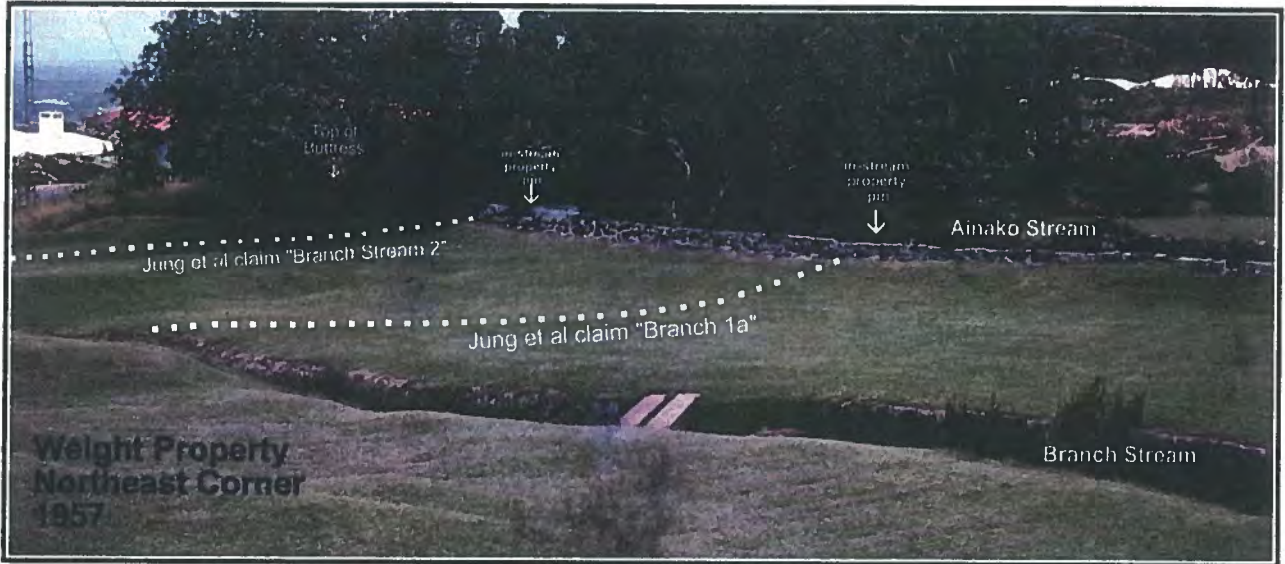 Top of
Buttress
in-stream
property
pin
in-stream
property
pin
Ainako Stream
Jung et al claim "Branch Stream 2"
Jung et al claim "Branch 1a"
Branch Stream
Weight Property
Northeast Corner
1957